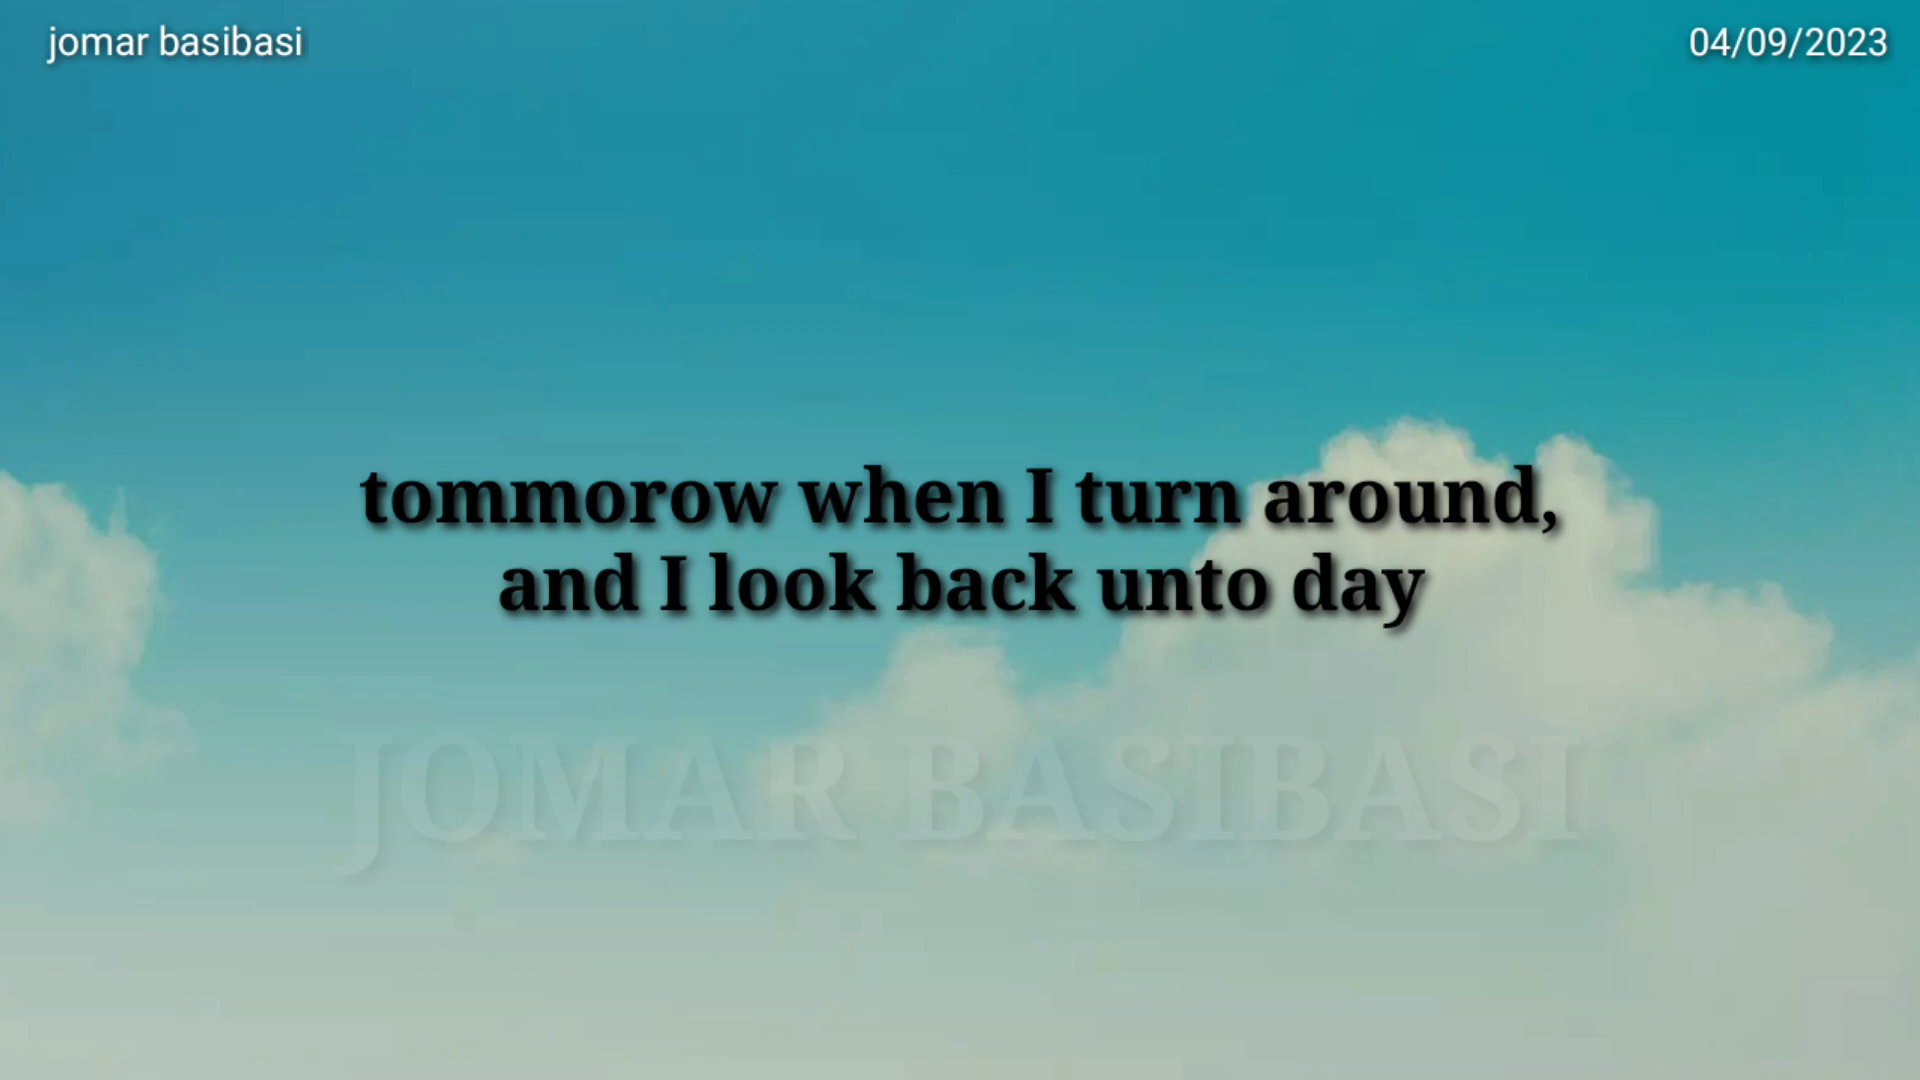 jomar basibasi
04/09/2023
tommorow when I turn around,
and I look back unto day
JOMAR BASIBASI